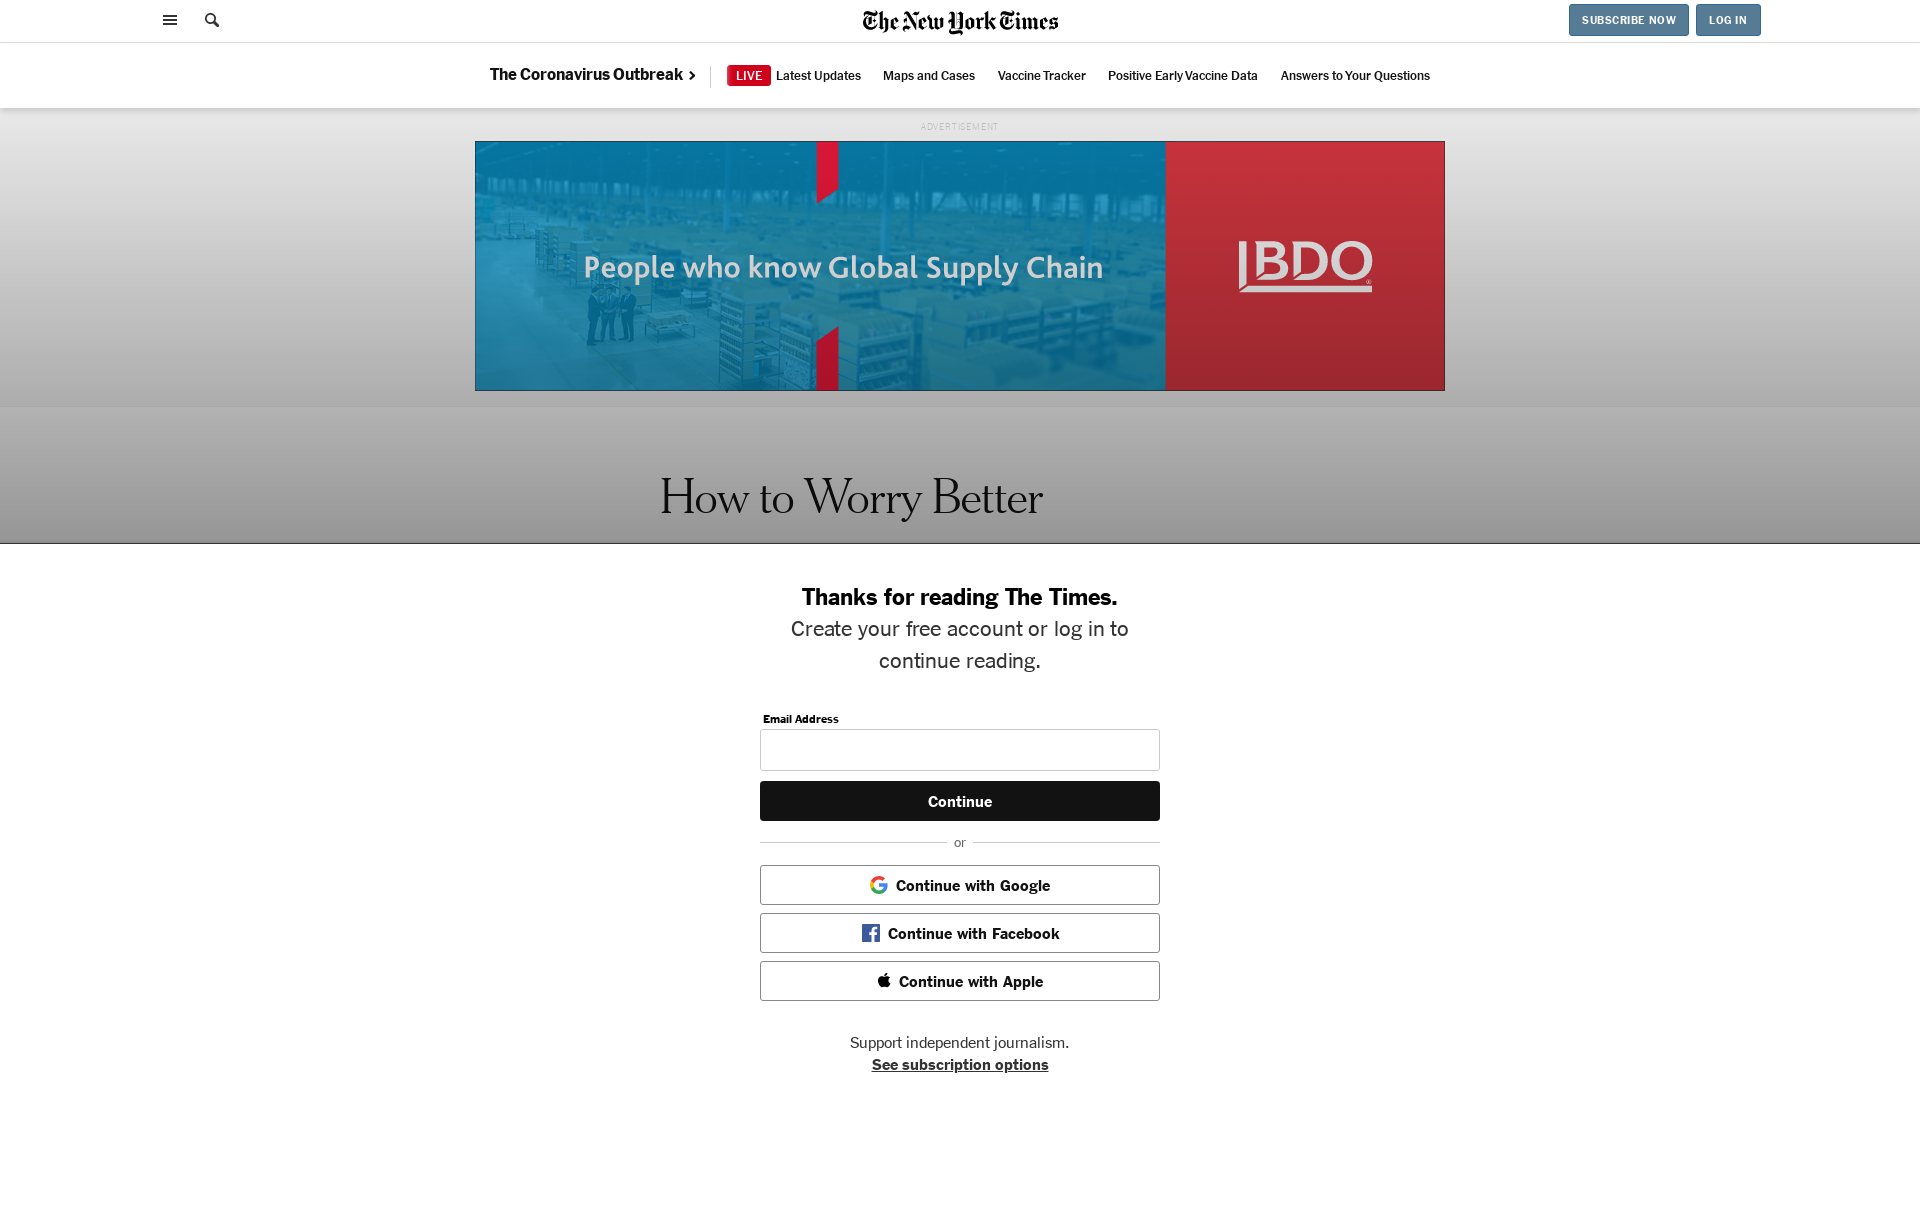 The New York Times
SUBSCRIBE NOW
LOG IN
The Coronavirus Outbreak
LIVE Latest Updates
Maps and Cases
Vaccine Tracker
Positive Early Vaccine Data
Answers to Your Questions
ADVERTISEMENT
People who know Global Supply Chain
BDO®
How to Worry Better
Thanks for reading The Times.
Create your free account or log in to
continue reading.
Email Address
Continue
or
Continue with Google
Continue with Facebook
Continue with Apple
Support independent journalism.
See subscription options